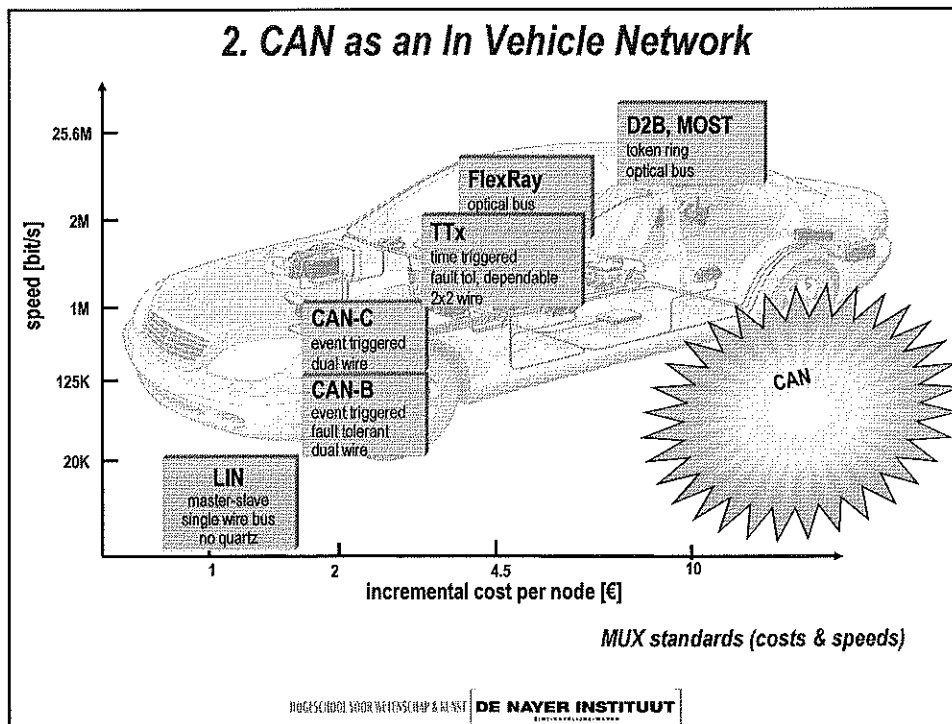 2. CAN as an In Vehicle Network
speed [bit/s]
25.6M
2M
1M
125K
20K
D2B, MOST
token ring
optical bus
FlexRay
optical bus
TTx
time triggered
fault tol, dependable
2x2 wire
CAN-C
event triggered
dual wire
CAN-B
event triggered
fault tolerant
dual wire
LIN
master-slave
single wire bus
no quartz
CAN
1
2
4.5
10
incremental cost per node [€]
MUX standards (costs & speeds)
HOGESCHOOL VOOR WETENSCHAP & KUNST
DE NAYER INSTITUUT
SINT-KATELIJNE-WAVER